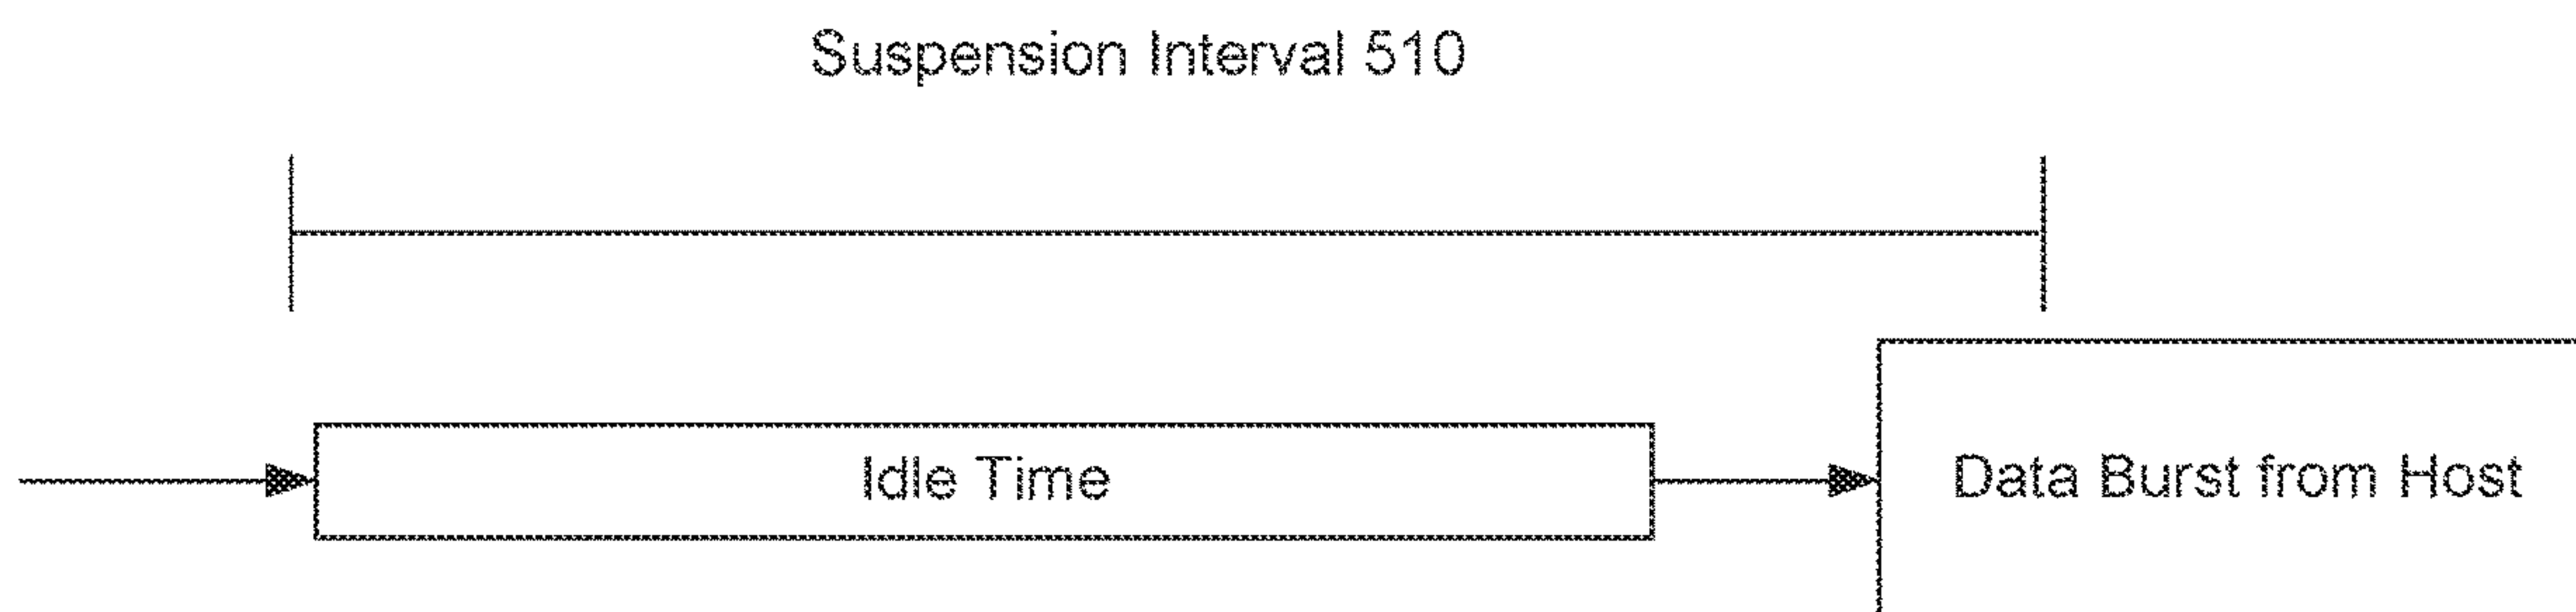 Suspension Interval 510
Idle Time
Data Burst from Host